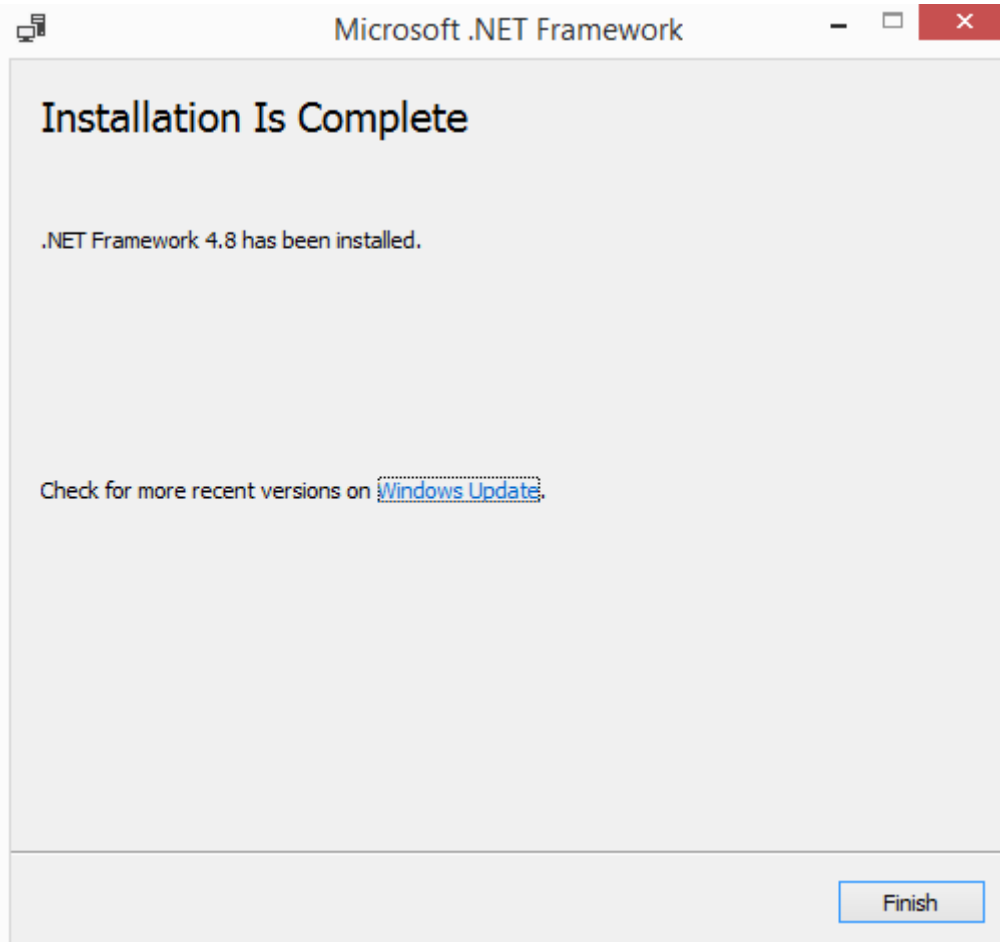 Microsoft .NET Framework
Installation Is Complete
.NET Framework 4.8 has been installed.
Check for more recent versions on Windows Update.
Finish